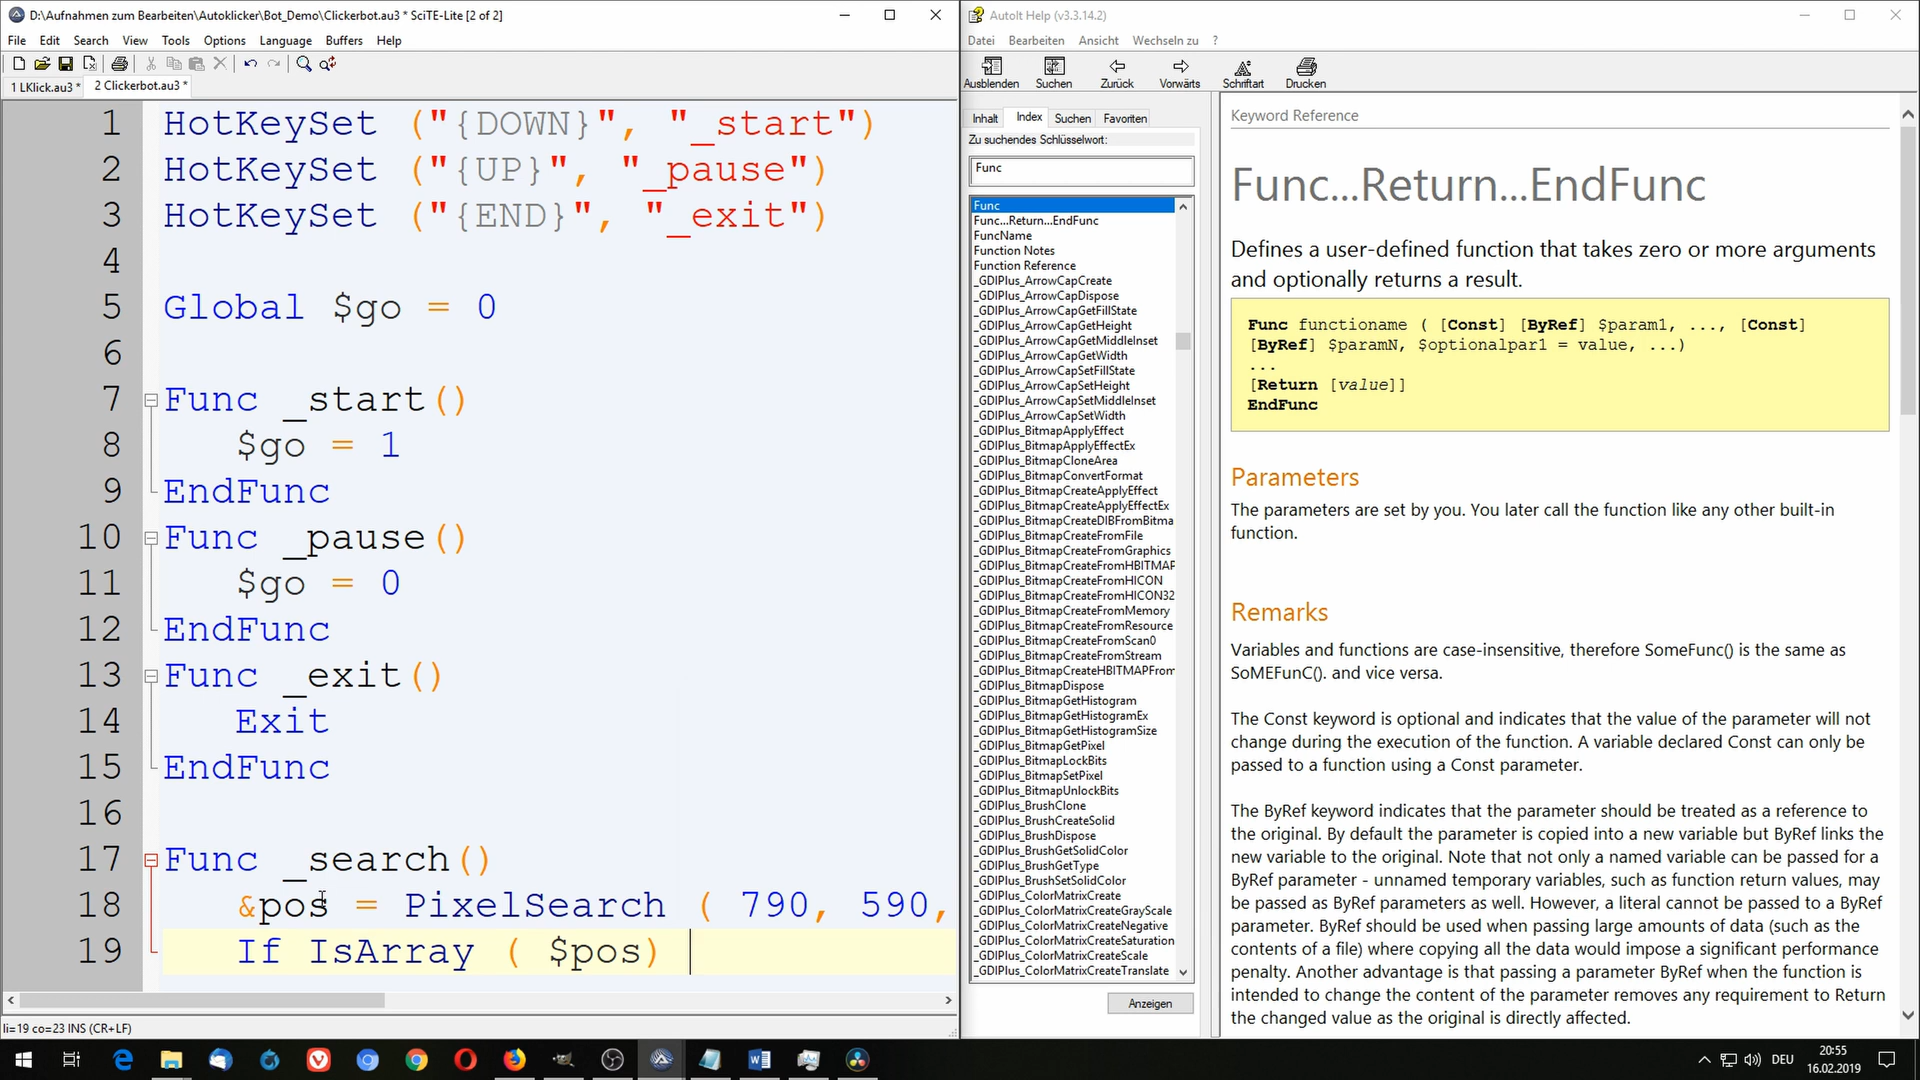 D:\Aufnahmen zum Bearbeiten\Autoklicker\Bot_Demo\Clickerbot.au3 * SciTE-Lite [2 of 2]
File Edit Search View Tools Options Language Buffers Help
1 LKlick.au3 * 2 Clickerbot.au3 *
1 HotKeySet ("{DOWN}", "_start")
2 HotKeySet ("{UP}", "_pause")
3 HotKeySet ("{END}", "_exit")
4
5 Global $go = 0
6
7 Func _start()
8 $go = 1
9 EndFunc
10 Func _pause()
11 $go = 0
12 EndFunc
13 Func _exit()
14 Exit
15 EndFunc
16
17 Func _search()
18 &pos = PixelSearch ( 790, 590,
19 If IsArray ( $pos)
li=19 co=23 INS (CR+LF)
AutoIt Help (v3.3.14.2)
Datei Bearbeiten Ansicht Wechseln zu ?
Ausblenden Suchen Zurück Vorwärts Schriftart Drucken
Inhalt Index Suchen Favoriten
Zu suchendes Schlüsselwort:
Func
Func
Func...Return...EndFunc
FuncName
Function Notes
Function Reference
_GDIPlus_ArrowCapCreate
_GDIPlus_ArrowCapDispose
_GDIPlus_ArrowCapGetFillState
_GDIPlus_ArrowCapGetHeight
_GDIPlus_ArrowCapGetMiddleInset
_GDIPlus_ArrowCapGetWidth
_GDIPlus_ArrowCapSetFillState
_GDIPlus_ArrowCapSetHeight
_GDIPlus_ArrowCapSetMiddleInset
_GDIPlus_ArrowCapSetWidth
_GDIPlus_BitmapApplyEffect
_GDIPlus_BitmapApplyEffectEx
_GDIPlus_BitmapCloneArea
_GDIPlus_BitmapConvertFormat
_GDIPlus_BitmapCreateApplyEffect
_GDIPlus_BitmapCreateApplyEffectEx
_GDIPlus_BitmapCreateDIBFromBitma
_GDIPlus_BitmapCreateFromFile
_GDIPlus_BitmapCreateFromGraphics
_GDIPlus_BitmapCreateFromHBITMAP
_GDIPlus_BitmapCreateFromHICON
_GDIPlus_BitmapCreateFromHICON32
_GDIPlus_BitmapCreateFromMemory
_GDIPlus_BitmapCreateFromResource
_GDIPlus_BitmapCreateFromScan0
_GDIPlus_BitmapCreateFromStream
_GDIPlus_BitmapCreateHBITMAPFrom
_GDIPlus_BitmapDispose
_GDIPlus_BitmapGetHistogram
_GDIPlus_BitmapGetHistogramEx
_GDIPlus_BitmapGetHistogramSize
_GDIPlus_BitmapGetPixel
_GDIPlus_BitmapLockBits
_GDIPlus_BitmapSetPixel
_GDIPlus_BitmapUnlockBits
_GDIPlus_BrushClone
_GDIPlus_BrushCreateSolid
_GDIPlus_BrushDispose
_GDIPlus_BrushGetSolidColor
_GDIPlus_BrushGetType
_GDIPlus_BrushSetSolidColor
_GDIPlus_ColorMatrixCreate
_GDIPlus_ColorMatrixCreateGrayScale
_GDIPlus_ColorMatrixCreateNegative
_GDIPlus_ColorMatrixCreateSaturation
_GDIPlus_ColorMatrixCreateScale
_GDIPlus_ColorMatrixCreateTranslate
Anzeigen
Keyword Reference
Func...Return...EndFunc
Defines a user-defined function that takes zero or more arguments
and optionally returns a result.
Func functioname ( [Const] [ByRef] $param1, ..., [Const]
[ByRef] $paramN, $optionalpar1 = value, ...)
...
[Return [value]]
EndFunc
Parameters
The parameters are set by you. You later call the function like any other built-in
function.
Remarks
Variables and functions are case-insensitive, therefore SomeFunc() is the same as
SoMEFunC(). and vice versa.
The Const keyword is optional and indicates that the value of the parameter will not
change during the execution of the function. A variable declared Const can only be
passed to a function using a Const parameter.
The ByRef keyword indicates that the parameter should be treated as a reference to
the original. By default the parameter is copied into a new variable but ByRef links the
new variable to the original. Note that not only a named variable can be passed for a
ByRef parameter - unnamed temporary variables, such as function return values, may
be passed as ByRef parameters as well. However, a literal cannot be passed to a ByRef
parameter. ByRef should be used when passing large amounts of data (such as the
contents of a file) where copying all the data would impose a significant performance
penalty. Another advantage is that passing a parameter ByRef when the function is
intended to change the content of the parameter removes any requirement to Return
the changed value as the original is directly affected.
DEU
20:55
16.02.2019